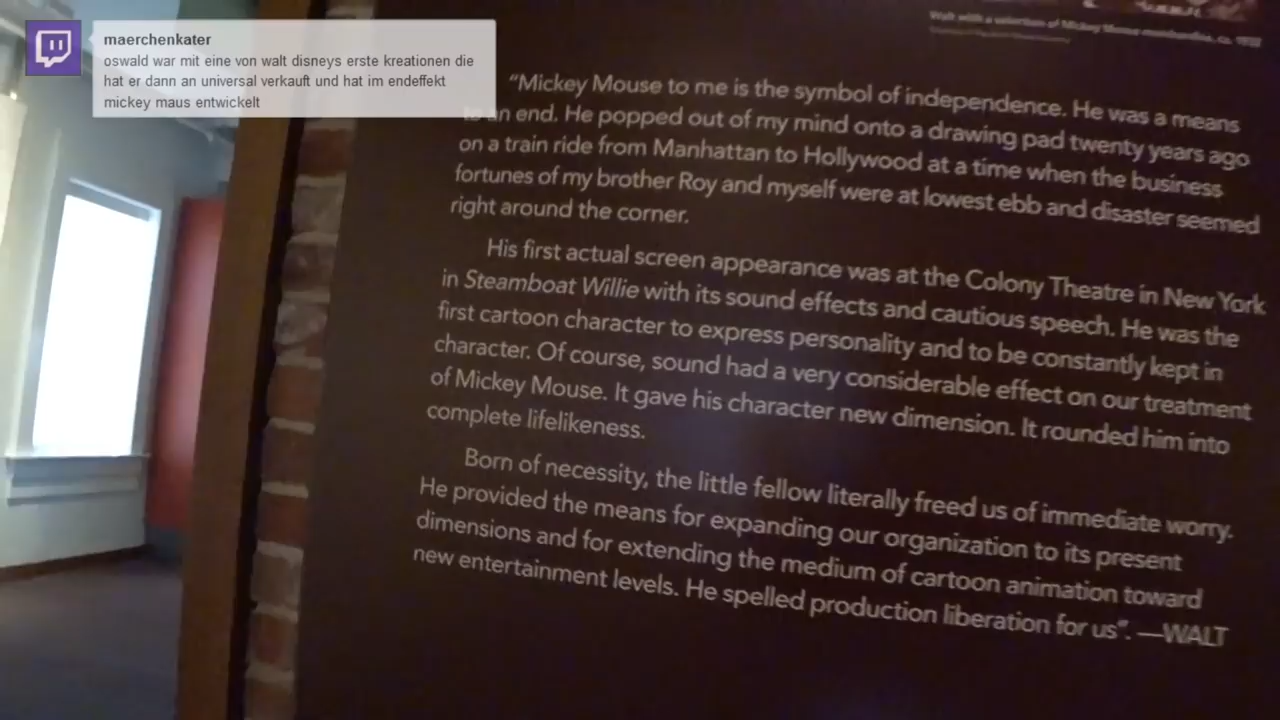 maerchenkater
oswald war mit eine von walt disneys erste kreationen die
hat er dann an universal verkauft und hat im endeffekt
mickey maus entwickelt
Walt with a selection of Mickey Mouse merchandise, ca. 
“Mickey Mouse to me is the symbol of independence. He was a means
to an end. He popped out of my mind onto a drawing pad twenty years ago
on a train ride from Manhattan to Hollywood at a time when the business
fortunes of my brother Roy and myself were at lowest ebb and disaster seemed
right around the corner.
His first actual screen appearance was at the Colony Theatre in New York
in Steamboat Willie with its sound effects and cautious speech. He was the
first cartoon character to express personality and to be constantly kept in
character. Of course, sound had a very considerable effect on our treatment
of Mickey Mouse. It gave his character new dimension. It rounded him into
complete lifelikeness.
Born of necessity, the little fellow literally freed us of immediate worry.
He provided the means for expanding our organization to its present
dimensions and for extending the medium of cartoon animation toward
new entertainment levels. He spelled production liberation for us”. —WALT